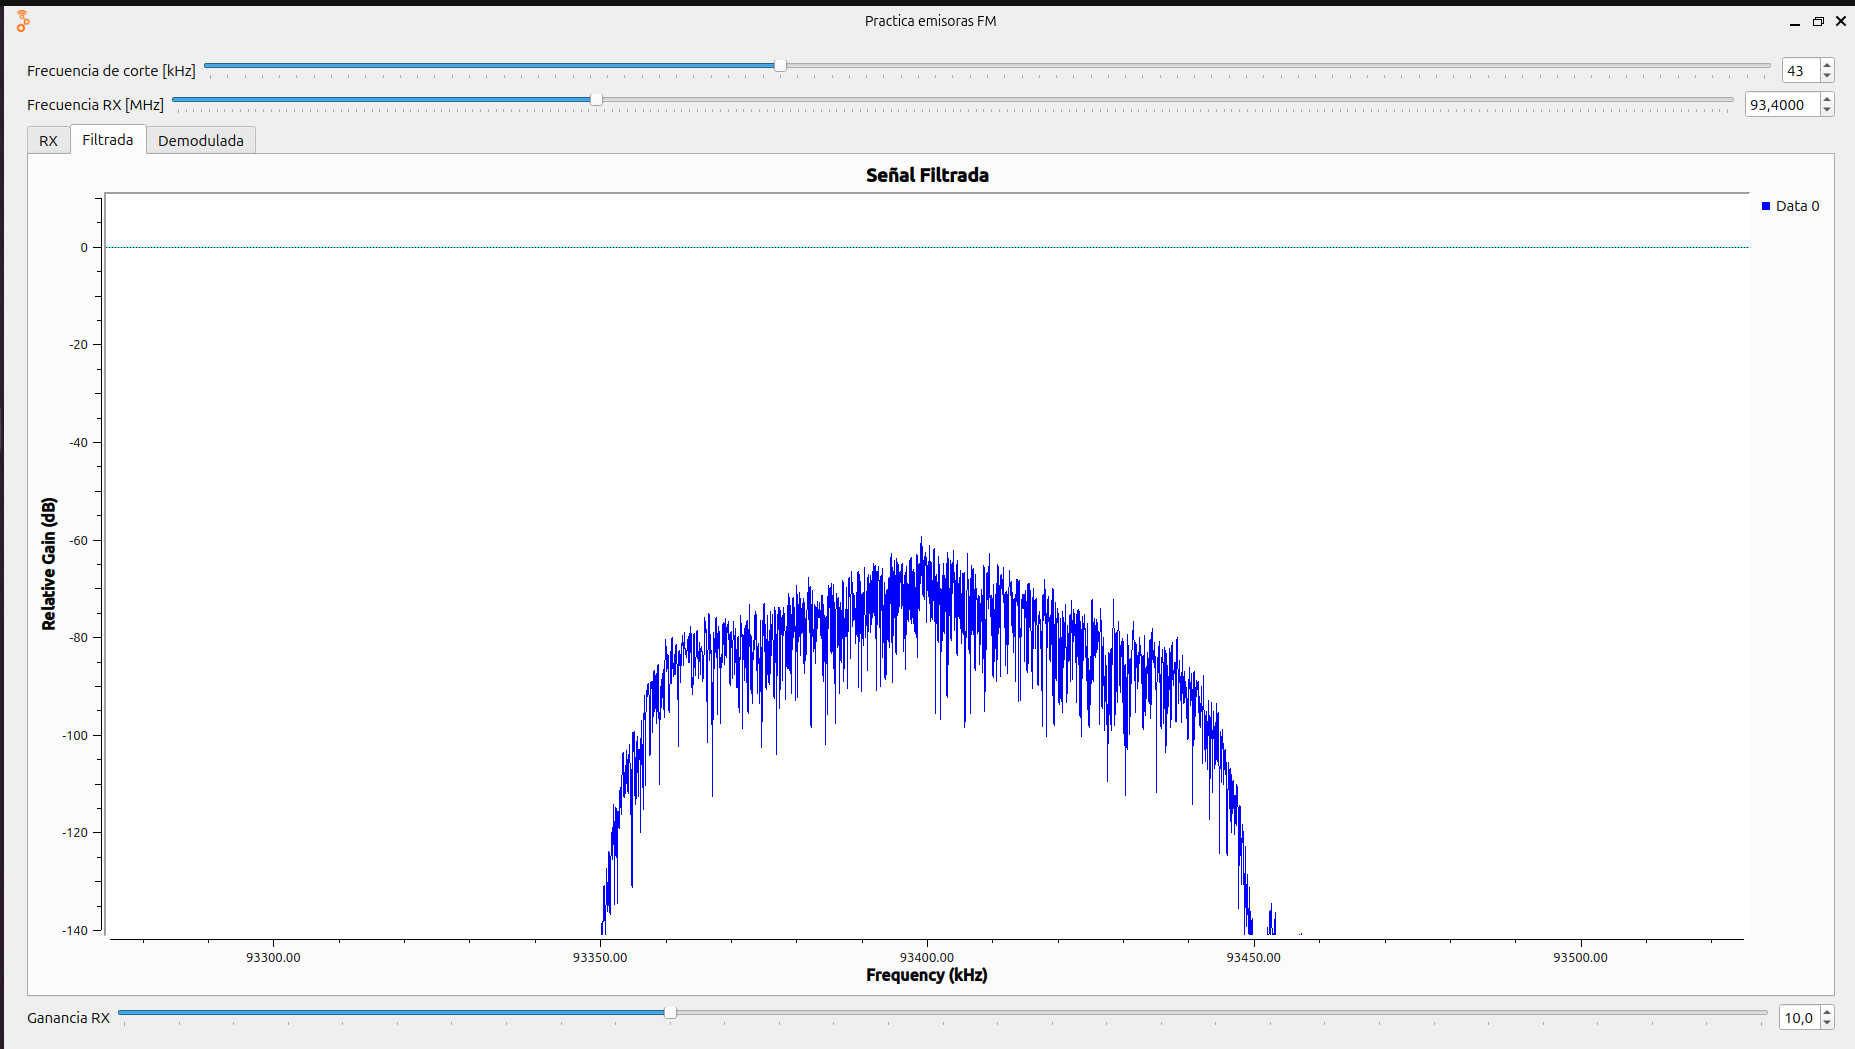 Practica emisoras FM
Frecuencia de corte [kHz]
43
Frecuencia RX [MHz]
93,4000
RX
Filtrada
Demodulada
Señal Filtrada
Data 0
0
-20
-40
-60
-80
-100
-120
-140
Relative Gain (dB)
93300.00
93350.00
93400.00
93450.00
93500.00
Frequency (kHz)
Ganancia RX
10,0